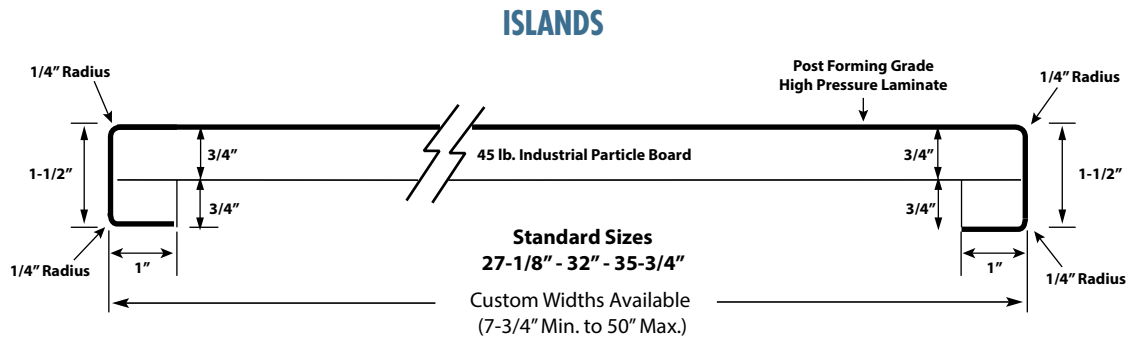 ISLANDS
1/4” Radius
Post Forming Grade
High Pressure Laminate
1/4” Radius
3/4”
45 lb. Industrial Particle Board
3/4”
1-1/2”
1-1/2”
3/4”
3/4”
Standard Sizes
27-1/8” - 32” - 35-3/4”
1/4” Radius
1”
1”
1/4” Radius
Custom Widths Available
(7-3/4” Min. to 50” Max.)